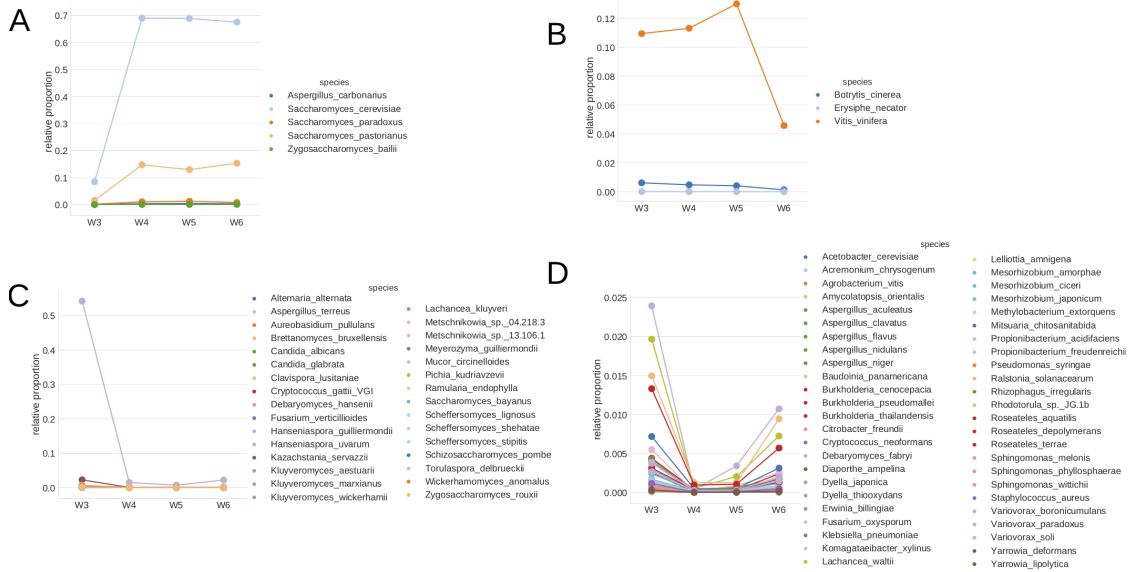 A
0.7
0.6
0.5
0.4
0.3
0.2
0.1
0.0
relative proportion
W3 W4 W5 W6
species
Aspergillus_carbonarius
Saccharomyces_cerevisiae
Saccharomyces_paradoxus
Saccharomyces_pastorianus
Zygosaccharomyces_bailii
B
0.12
0.10
0.08
0.06
0.04
0.02
0.00
relative proportion
W3 W4 W5 W6
species
Botrytis_cinerea
Erysiphe_necator
Vitis_vinifera
C
0.5
0.4
0.3
0.2
0.1
0.0
relative proportion
W3 W4 W5 W6
species
Alternaria_alternata
Aspergillus_terreus
Aureobasidium_pullulans
Brettanomyces_bruxellensis
Candida_albicans
Candida_glabrata
Clavispora_lusitaniae
Cryptococcus_gattii_VGI
Debaryomyces_hansenii
Fusarium_verticillioides
Hanseniaspora_guilliermondii
Hanseniaspora_uvarum
Kazachstania_servazzii
Kluyveromyces_aestuarii
Kluyveromyces_marxianus
Kluyveromyces_wickerhamii
Lachancea_kluyveri
Metschnikowia_sp._04.218.3
Metschnikowia_sp._13.106.1
Meyerozyma_guilliermondii
Mucor_circinelloides
Pichia_kudriavzevii
Ramularia_endophylla
Saccharomyces_bayanus
Scheffersomyces_lignosus
Scheffersomyces_shehatae
Scheffersomyces_stipitis
Schizosaccharomyces_pombe
Torulaspora_delbrueckii
Wickerhamomyces_anomalus
Zygosaccharomyces_rouxii
D
0.025
0.020
0.015
0.010
0.005
0.000
relative proportion
W3 W4 W5 W6
species
Acetobacter_cerevisiae
Acremonium_chrysogenum
Agrobacterium_vitis
Amycolatopsis_orientalis
Aspergillus_aculeatus
Aspergillus_clavatus
Aspergillus_flavus
Aspergillus_nidulans
Aspergillus_niger
Baudoinia_panamericana
Burkholderia_cenocepacia
Burkholderia_pseudomallei
Burkholderia_thailandensis
Citrobacter_freundii
Cryptococcus_neoformans
Debaryomyces_fabryi
Diaporthe_ampelina
Dyella_japonica
Dyella_thiooxydans
Erwinia_billingiae
Fusarium_oxysporum
Klebsiella_pneumoniae
Komagataeibacter_xylinus
Lachancea_waltii
Lelliottia_amnigena
Mesorhizobium_amorphae
Mesorhizobium_ciceri
Mesorhizobium_japonicum
Methylobacterium_extorquens
Mitsuaria_chitosanitabida
Propionibacterium_acidifaciens
Propionibacterium_freudenreichii
Pseudomonas_syringae
Ralstonia_solanacearum
Rhizophagus_irregularis
Rhodotorula_sp._JG.1b
Roseateles_aquatilis
Roseateles_depolymerans
Roseateles_terrae
Sphingomonas_melonis
Sphingomonas_phyllosphaerae
Sphingomonas_wittichii
Staphylococcus_aureus
Variovorax_boronicumulans
Variovorax_paradoxus
Variovorax_soli
Yarrowia_deformans
Yarrowia_lipolytica